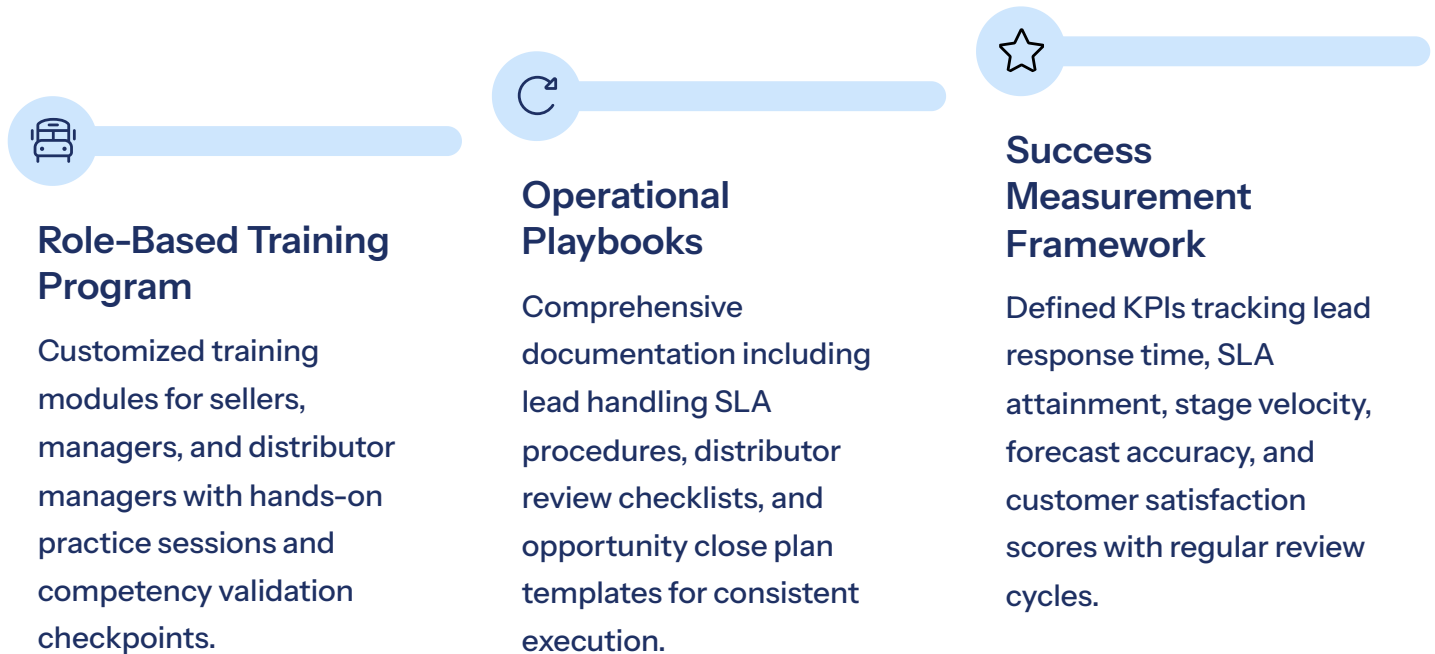 Role-Based Training
Program
Customized training
modules for sellers,
managers, and distributor
managers with hands-on
practice sessions and
competency validation
checkpoints.
Operational
Playbooks
Comprehensive
documentation including
lead handling SLA
procedures, distributor
review checklists, and
opportunity close plan
templates for consistent
execution.
Success
Measurement
Framework
Defined KPIs tracking lead
response time, SLA
attainment, stage velocity,
forecast accuracy, and
customer satisfaction
scores with regular review
cycles.